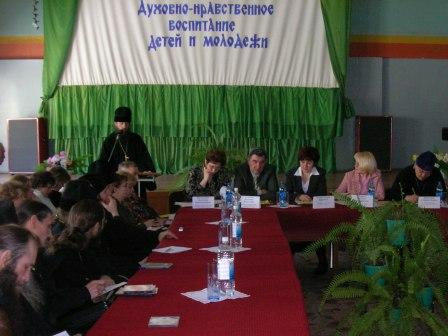 Духовно-нравственное
воспитание
детей и молодежи